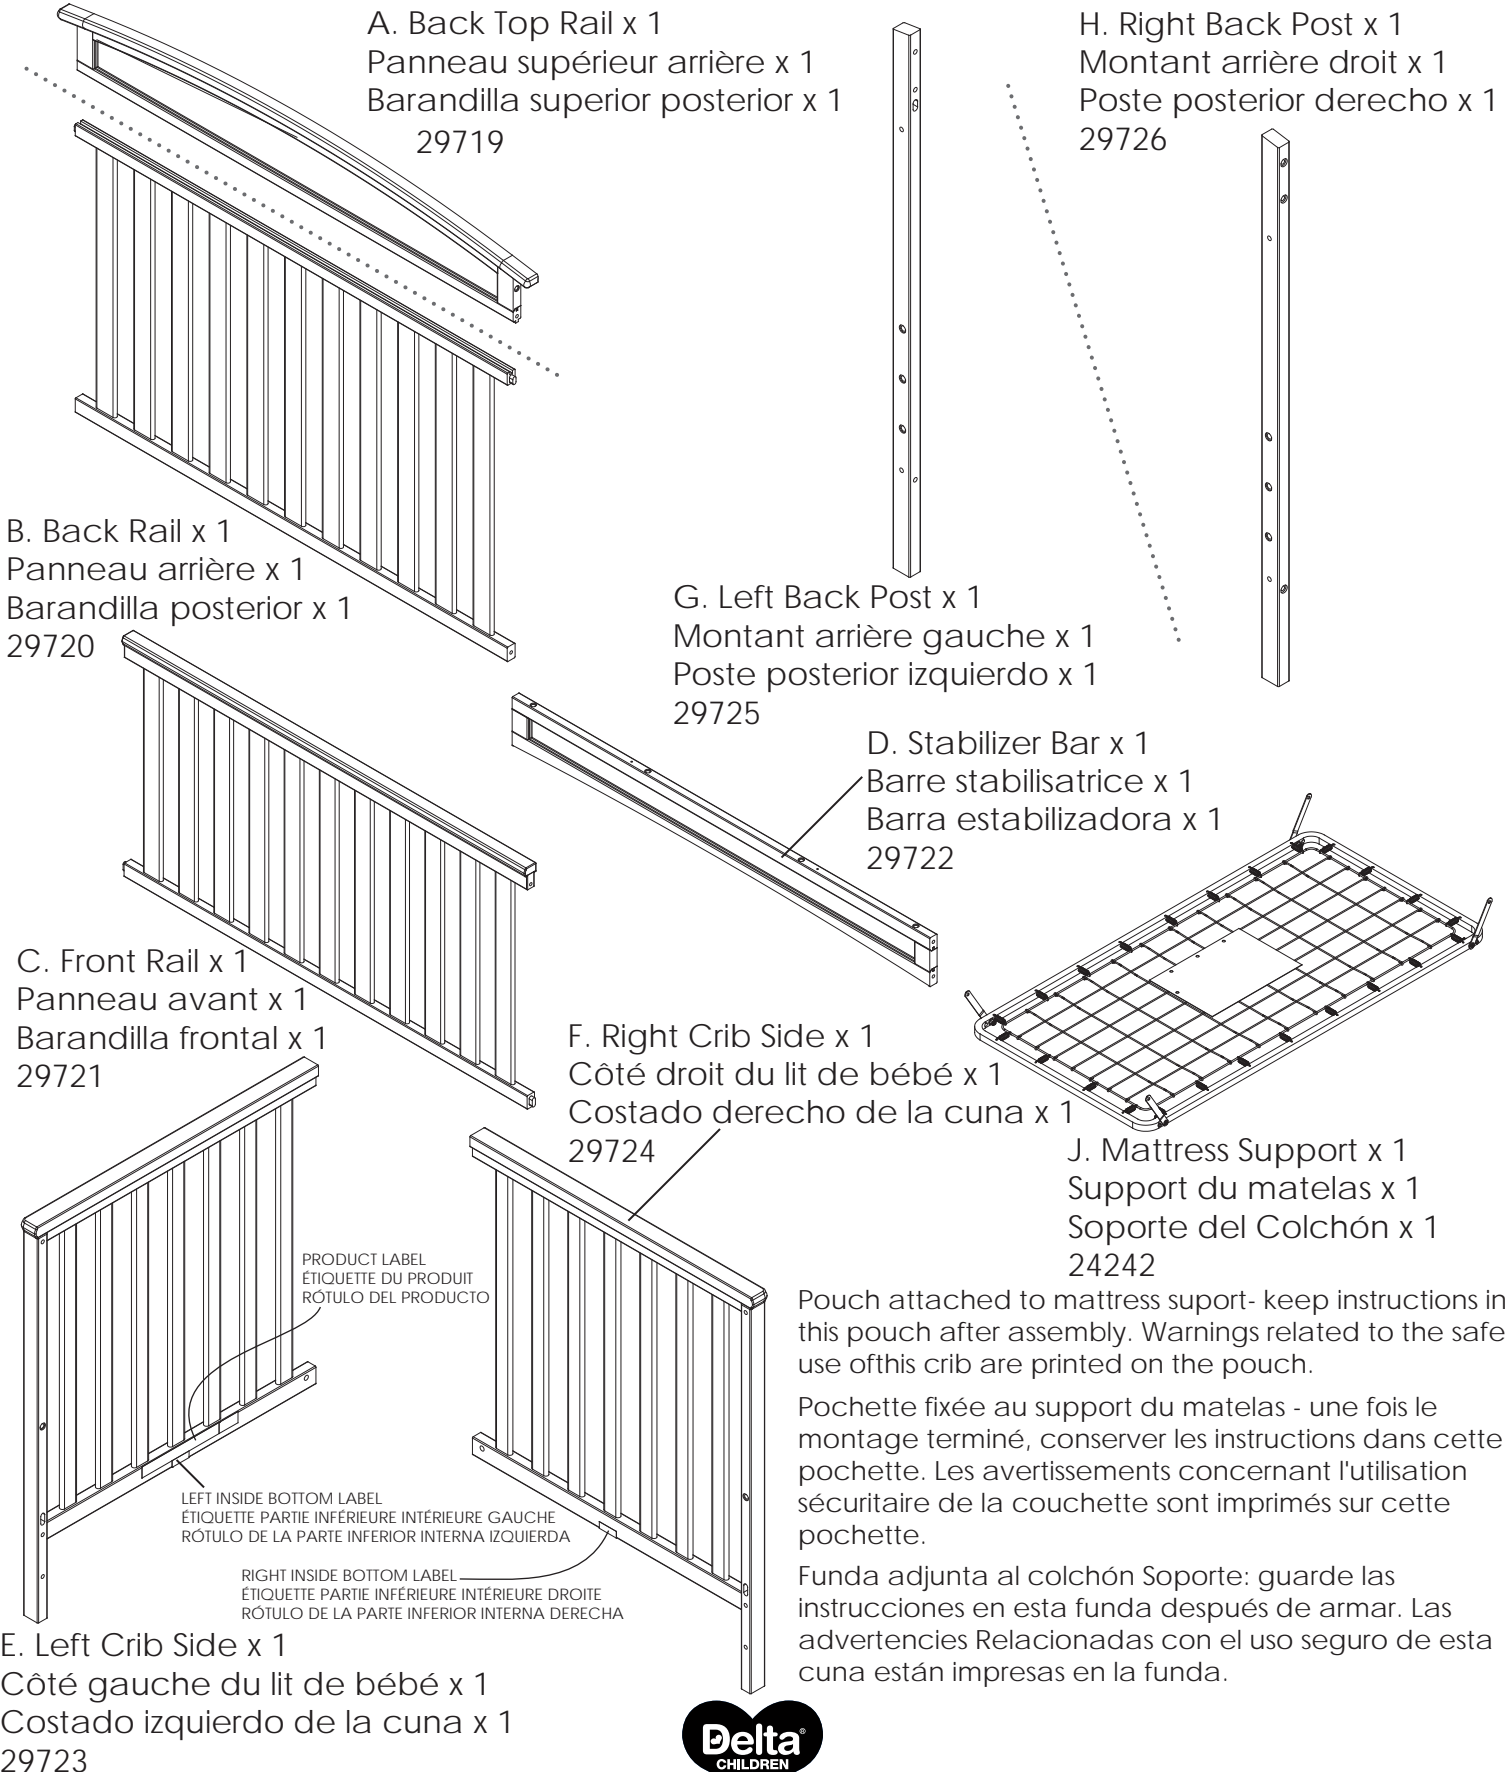 A. Back Top Rail x 1
Panneau supérieur arrière x 1
Barandilla superior posterior x 1
29719
H. Right Back Post x 1
Montant arrière droit x 1
Poste posterior derecho x 1
29726
B. Back Rail x 1
Panneau arrière x 1
Barandilla posterior x 1
29720
G. Left Back Post x 1
Montant arrière gauche x 1
Poste posterior izquierdo x 1
29725
D. Stabilizer Bar x 1
Barre stabilisatrice x 1
Barra estabilizadora x 1
29722
C. Front Rail x 1
Panneau avant x 1
Barandilla frontal x 1
29721
F. Right Crib Side x 1
Côté droit du lit de bébé x 1
Costado derecho de la cuna x 1
29724
J. Mattress Support x 1
Support du matelas x 1
Soporte del Colchón x 1
24242
PRODUCT LABEL
ÉTIQUETTE DU PRODUIT
RÓTULO DEL PRODUCTO
LEFT INSIDE BOTTOM LABEL
ÉTIQUETTE PARTIE INFÉRIEURE INTÉRIEURE GAUCHE
RÓTULO DE LA PARTE INFERIOR INTERNA IZQUIERDA
RIGHT INSIDE BOTTOM LABEL
ÉTIQUETTE PARTIE INFÉRIEURE INTÉRIEURE DROITE
RÓTULO DE LA PARTE INFERIOR INTERNA DERECHA
Pouch attached to mattress suport- keep instructions in
this pouch after assembly. Warnings related to the safe
use ofthis crib are printed on the pouch.
Pochette fixée au support du matelas - une fois le
montage terminé, conserver les instructions dans cette
pochette. Les avertissements concernant l'utilisation
sécuritaire de la couchette sont imprimés sur cette
pochette.
Funda adjunta al colchón Soporte: guarde las
instrucciones en esta funda después de armar. Las
advertencies Relacionadas con el uso seguro de esta
cuna están impresas en la funda.
E. Left Crib Side x 1
Côté gauche du lit de bébé x 1
Costado izquierdo de la cuna x 1
29723
Delta®
CHILDREN